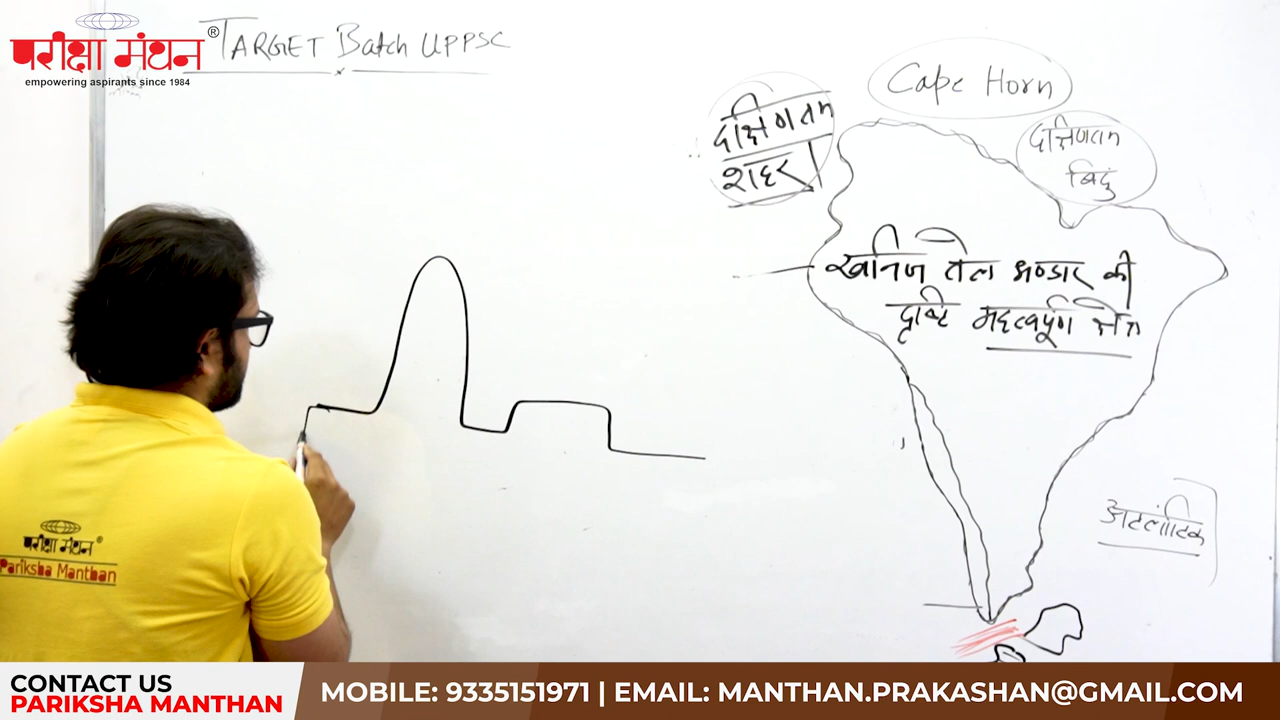 परीक्षा मंथन®
empowering aspirants since 1984
TARGET Batch UPPSC
Cape Horn
दक्षिणतम
शहर
दक्षिणतम
बिंदु
खनिज तेल भण्डार की
दृष्टि महत्वपूर्ण क्षेत्र
अटलांटिक
परीक्षा मंथन®
Pariksha Manthan
CONTACT US
PARIKSHA MANTHAN
MOBILE: 9335151971 | EMAIL: MANTHAN.PRAKASHAN@GMAIL.COM